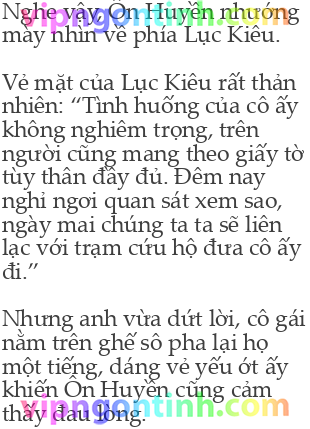 Nghe vậy Ôn Huyền nhướng
mày nhìn về phía Lục Kiêu.
Vẻ mặt của Lục Kiêu rất thản
nhiên: “Tình huống của cô ấy
không nghiêm trọng, trên
người cũng mang theo giấy tờ
tùy thân đầy đủ. Đêm nay
nghỉ ngơi quan sát xem sao,
ngày mai chúng ta ta sẽ liên
lạc với trạm cứu hộ đưa cô ấy
đi.”
Nhưng anh vừa dứt lời, cô gái
nằm trên ghế sô pha lại họ
một tiếng, dáng vẻ yếu ớt ấy
khiến Ôn Huyền cũng cảm
thấy đau lòng.
vipngontinh.com
vipngontinh.com